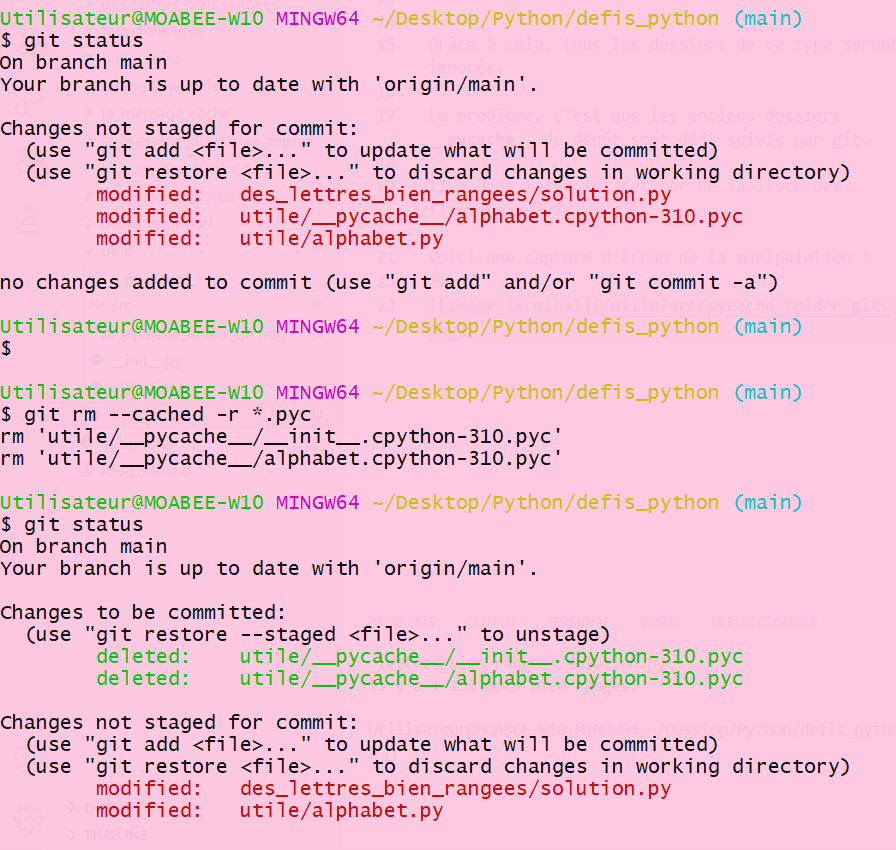 Utilisateur@MOABEE-W10 MINGW64 ~/Desktop/Python/defis_python (main)
$ git status
On branch main
Your branch is up to date with 'origin/main'.
Changes not staged for commit:
(use "git add <file>..." to update what will be committed)
(use "git restore <file>..." to discard changes in working directory)
modified: des_lettres_bien_rangees/solution.py
modified: utile/__pycache__/alphabet.cpython-310.pyc
modified: utile/alphabet.py
no changes added to commit (use "git add" and/or "git commit -a")
Utilisateur@MOABEE-W10 MINGW64 ~/Desktop/Python/defis_python (main)
$
Utilisateur@MOABEE-W10 MINGW64 ~/Desktop/Python/defis_python (main)
$ git rm --cached -r *.pyc
rm 'utile/__pycache__/__init__.cpython-310.pyc'
rm 'utile/__pycache__/alphabet.cpython-310.pyc'
Utilisateur@MOABEE-W10 MINGW64 ~/Desktop/Python/defis_python (main)
$ git status
On branch main
Your branch is up to date with 'origin/main'.
Changes to be committed:
(use "git restore --staged <file>..." to unstage)
deleted: utile/__pycache__/__init__.cpython-310.pyc
deleted: utile/__pycache__/alphabet.cpython-310.pyc
Changes not staged for commit:
(use "git add <file>..." to update what will be committed)
(use "git restore <file>..." to discard changes in working directory)
modified: des_lettres_bien_rangees/solution.py
modified: utile/alphabet.py